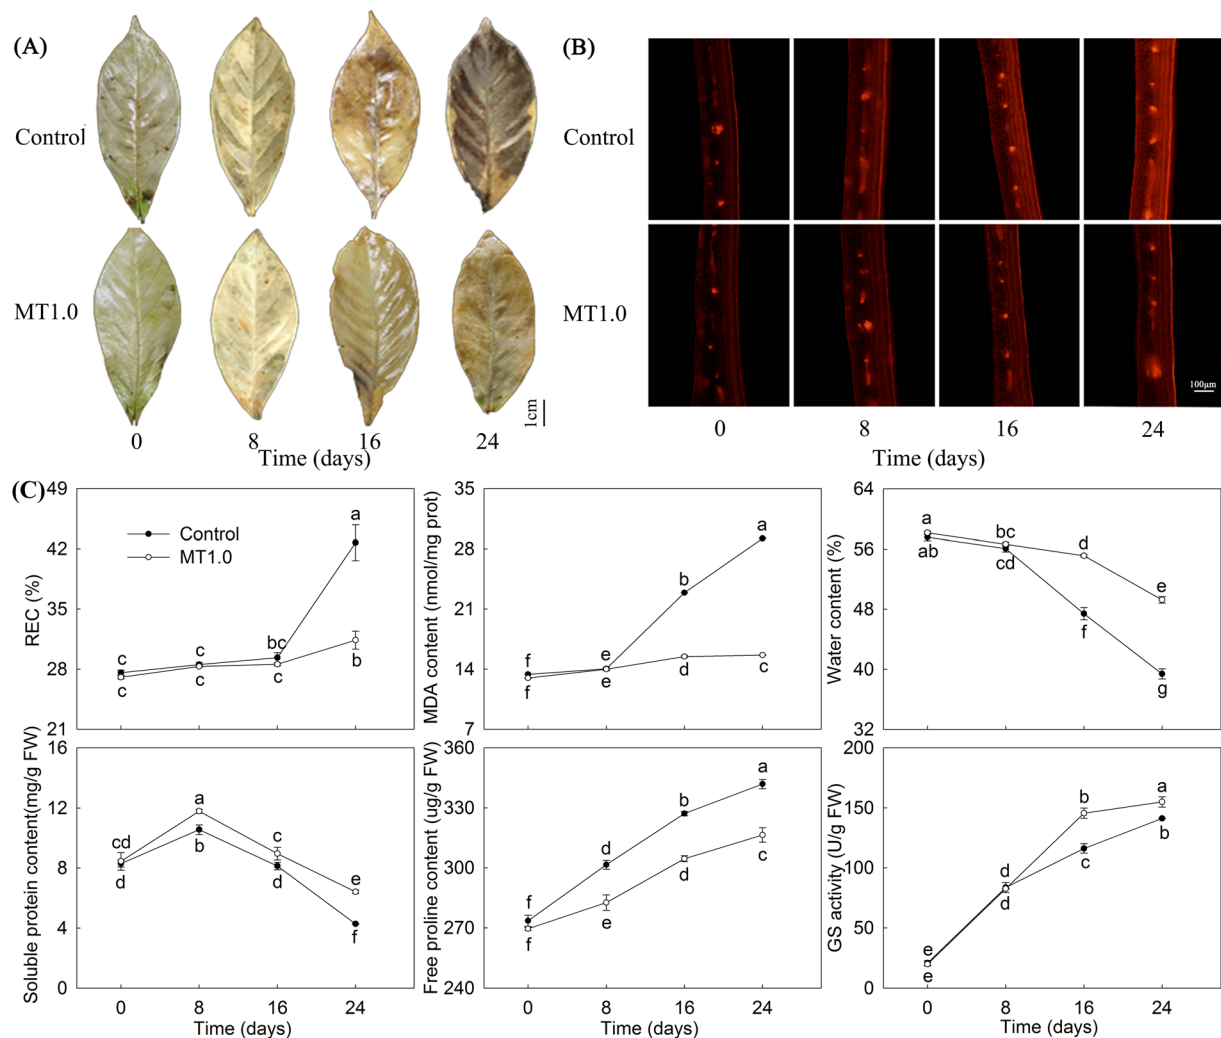 (A)
Control
MT1.0
0 8 16 24
Time (days)
1cm
(B)
Control
MT1.0
100μm
0 8 16 24
Time (days)
(C)
REC (%)
49
42
35
28
21
Control
MT1.0
c c bc a
c c c b
MDA content (nmol/mg prot)
35
28
21
14
7
f e b a
f e d c
Water content (%)
64
56
48
40
32
a bc d e
ab cd f g
Soluble protein content(mg/g FW)
16
12
8
4
0
cd a c e
d b d f
0 8 16 24
Time (days)
Free proline content (ug/g FW)
360
330
300
270
240
f d b a
f e d c
0 8 16 24
Time (days)
GS activity (U/g FW)
200
150
100
50
0
e d b a
e d c b
0 8 16 24
Time (days)